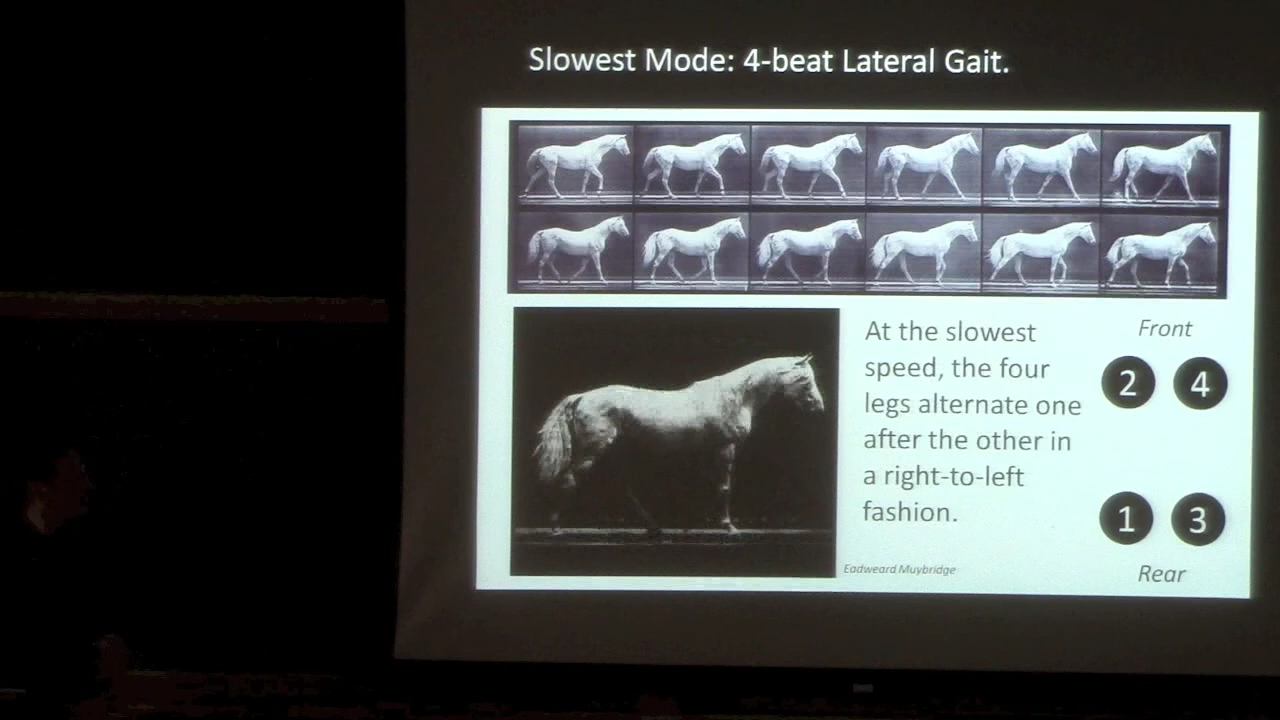 Slowest Mode: 4-beat Lateral Gait.
At the slowest
speed, the four
legs alternate one
after the other in
a right-to-left
fashion.
Front
2 4
1 3
Rear
Eadweard Muybridge